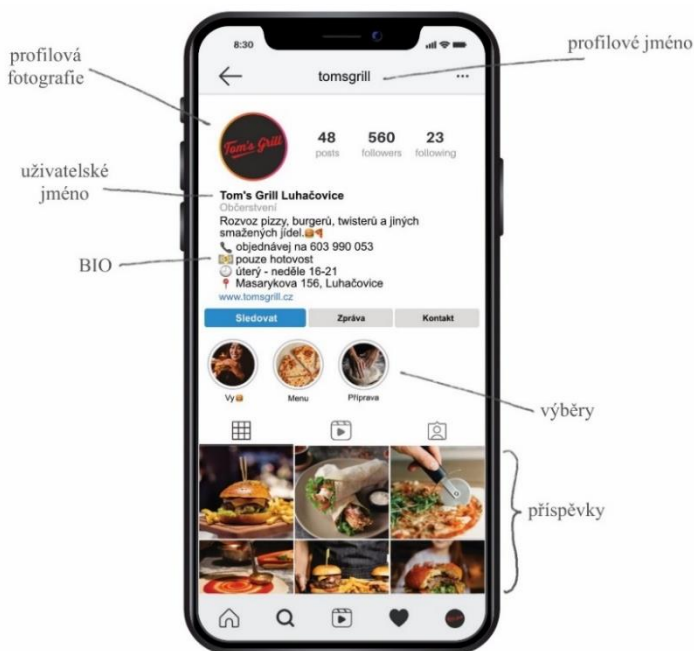 8:30
profilová
fotografie
profilové jméno
tomsgrill
Tom's Grill
48 560 23
posts followers following
uživatelské
jméno
Tom's Grill Luhačovice
Občerstvení
Rozvoz pizzy, burgerů, twisterů a jiných
smažených jídel.🍔🍕
BIO
📞 objednávej na 603 990 053
💵 pouze hotovost
🕙 úterý - neděle 16-21
📍 Masarykova 156, Luhačovice
www.tomsgrill.cz
Sledovat Zpráva Kontakt
Vy🍔 Menu Příprava
výběry
příspěvky